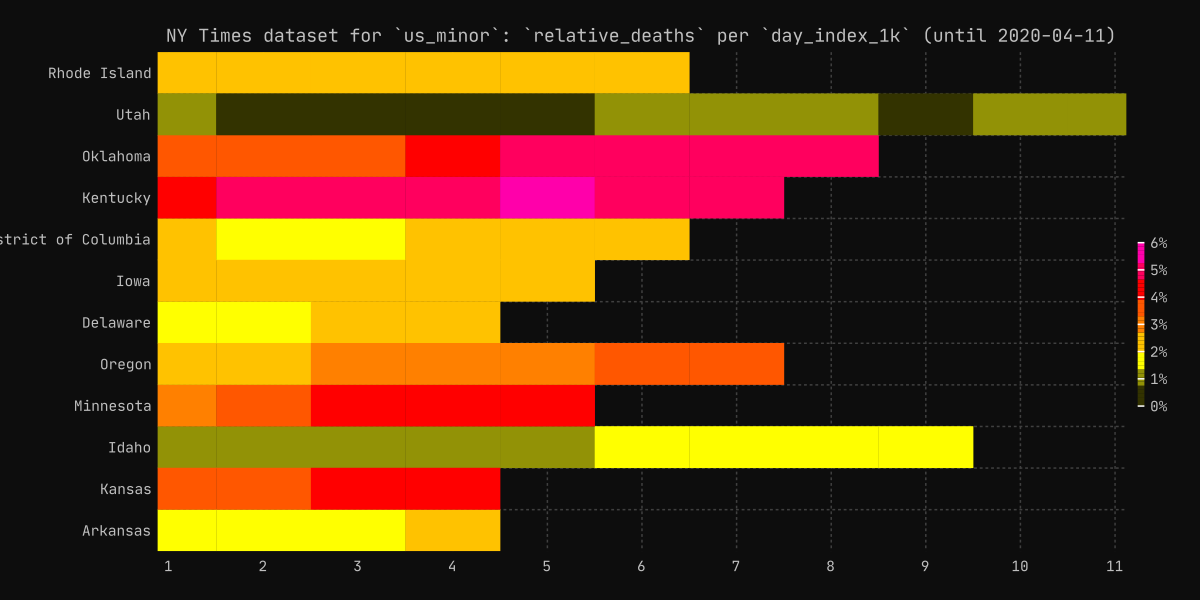 NY Times dataset for `us_minor`: `relative_deaths` per `day_index_1k` (until 2020-04-11)
Rhode Island
Utah
Oklahoma
Kentucky
strict of Columbia
Iowa
Delaware
Oregon
Minnesota
Idaho
Kansas
Arkansas
6%
5%
4%
3%
2%
1%
0%
1 2 3 4 5 6 7 8 9 10 11